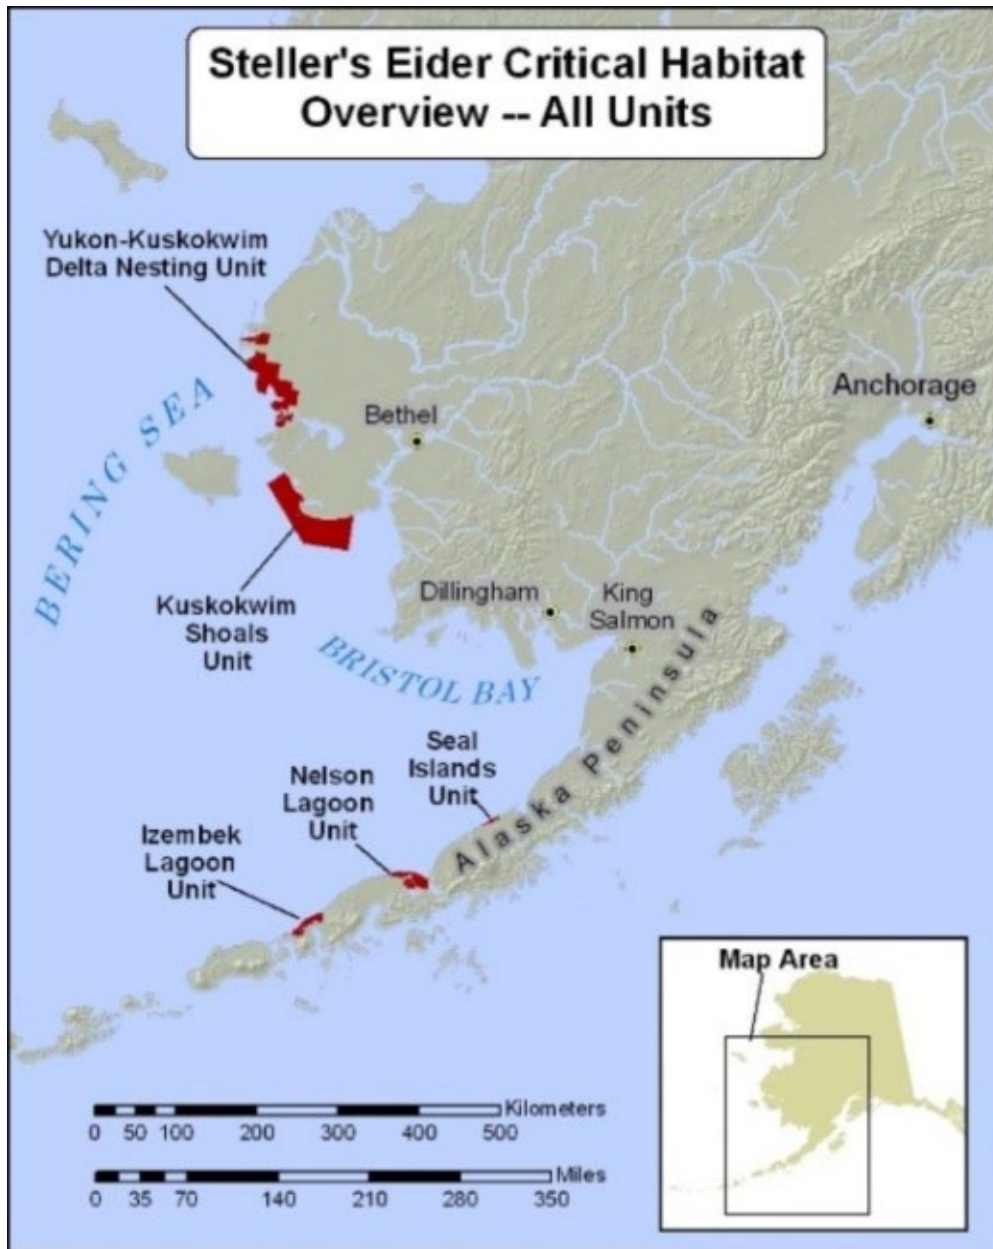 Steller's Eider Critical Habitat
Overview -- All Units
Yukon-Kuskokwim
Delta Nesting Unit
BERING SEA
Bethel
Anchorage
Kuskokwim
Shoals
Unit
Dillingham
King
Salmon
BRISTOL BAY
Alaska Peninsula
Seal
Islands
Unit
Nelson
Lagoon
Unit
Izembek
Lagoon
Unit
Map Area
Kilometers
0 50 100 200 300 400 500
Miles
0 35 70 140 210 280 350